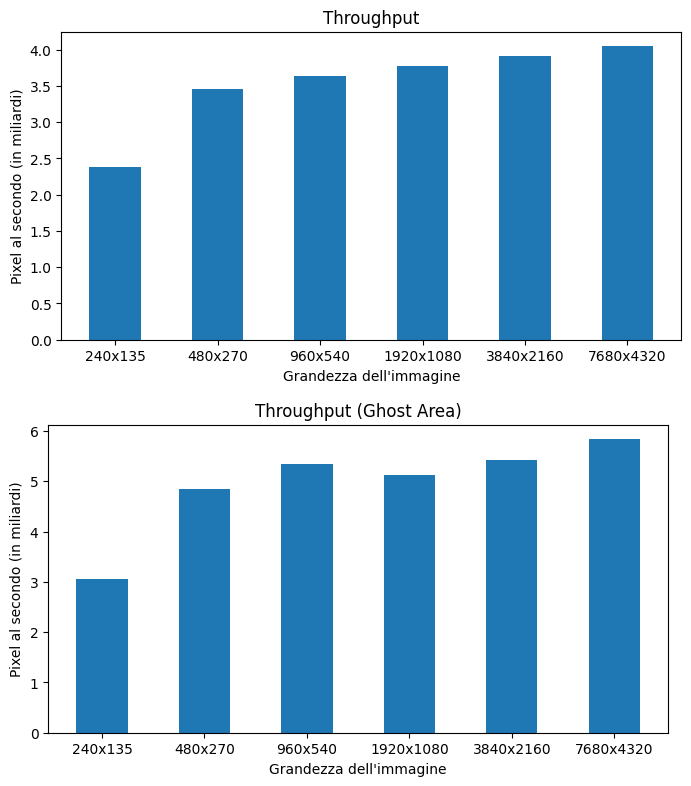 Throughput
Pixel al secondo (in miliardi)
4.0
3.5
3.0
2.5
2.0
1.5
1.0
0.5
0.0
240x135 480x270 960x540 1920x1080 3840x2160 7680x4320
Grandezza dell'immagine
Throughput (Ghost Area)
Pixel al secondo (in miliardi)
6
5
4
3
2
1
0
240x135 480x270 960x540 1920x1080 3840x2160 7680x4320
Grandezza dell'immagine